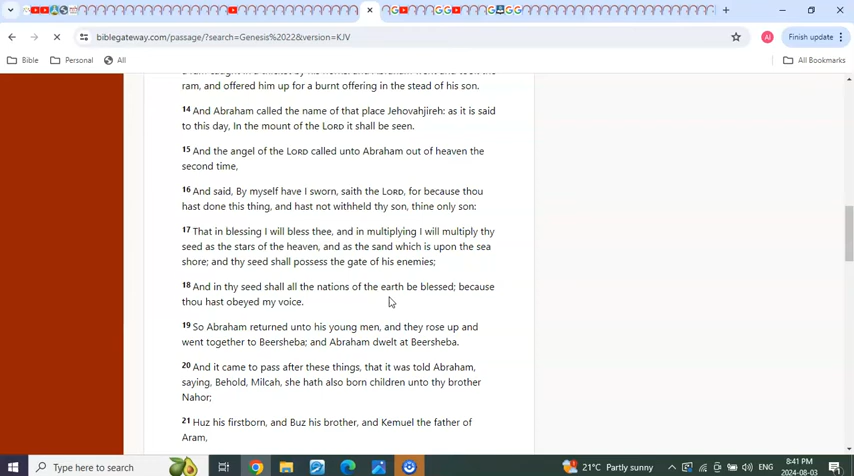 biblegateway.com/passage/?search=Genesis%2022&version=KJV
AI
Finish update
Bible
Personal
All
All Bookmarks
ram, and offered him up for a burnt offering in the stead of his son.
14 And Abraham called the name of that place Jehovahjireh: as it is said
to this day, In the mount of the LORD it shall be seen.
15 And the angel of the LORD called unto Abraham out of heaven the
second time,
16 And said, By myself have I sworn, saith the LORD, for because thou
hast done this thing, and hast not withheld thy son, thine only son:
17 That in blessing I will bless thee, and in multiplying I will multiply thy
seed as the stars of the heaven, and as the sand which is upon the sea
shore; and thy seed shall possess the gate of his enemies;
18 And in thy seed shall all the nations of the earth be blessed; because
thou hast obeyed my voice.
19 So Abraham returned unto his young men, and they rose up and
went together to Beersheba; and Abraham dwelt at Beersheba.
20 And it came to pass after these things, that it was told Abraham,
saying, Behold, Milcah, she hath also born children unto thy brother
Nahor;
21 Huz his firstborn, and Buz his brother, and Kemuel the father of
Aram,
Type here to search
21°C Partly sunny
ENG
8:41 PM
2024-08-03